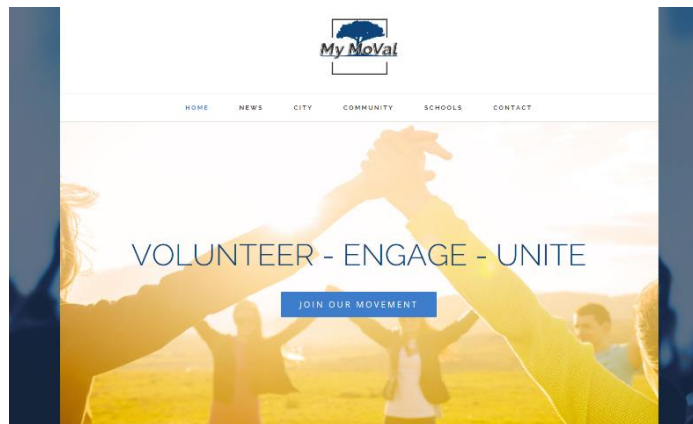 My MoVal
HOME NEWS CITY COMMUNITY SCHOOLS CONTACT
VOLUNTEER - ENGAGE - UNITE
JOIN OUR MOVEMENT